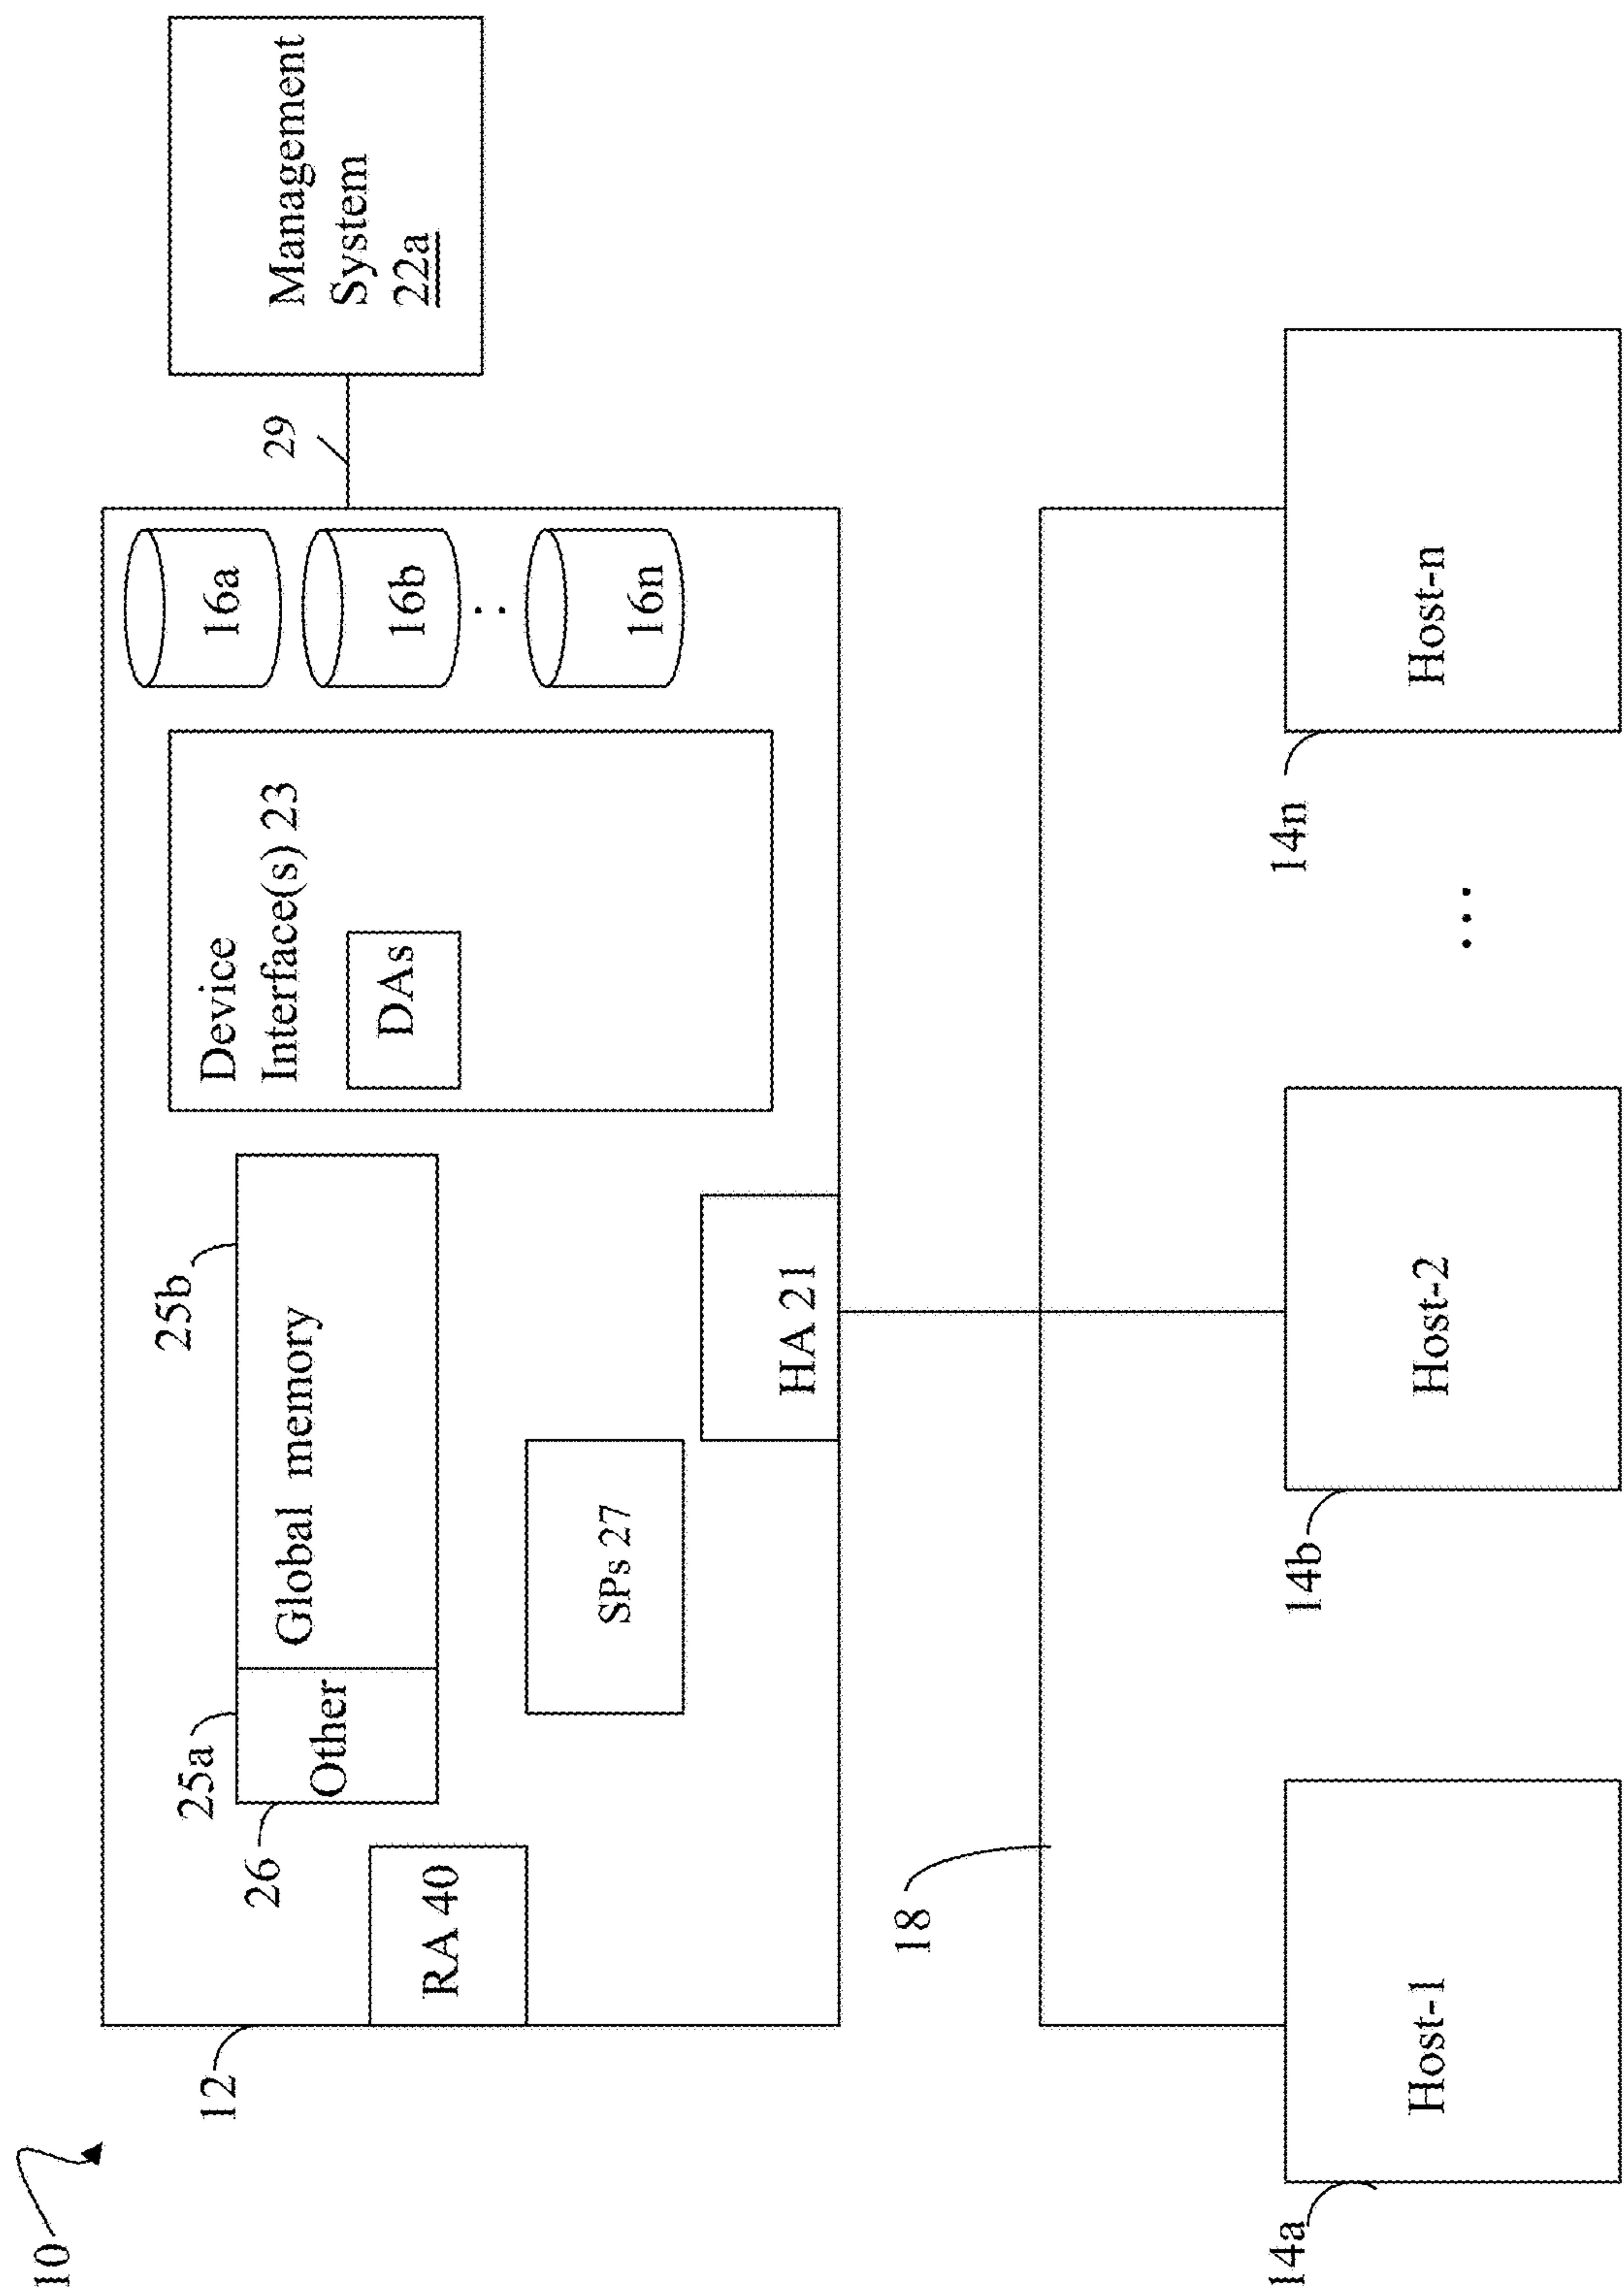 10
12
RA 40
26
25a
Other
Global memory
25b
SPs 27
HA 21
Device
Interface(s) 23
DAs
16a
16b
:
16n
29
Management
System
22a
18
14a
Host-1
14b
Host-2
...
14n
Host-n